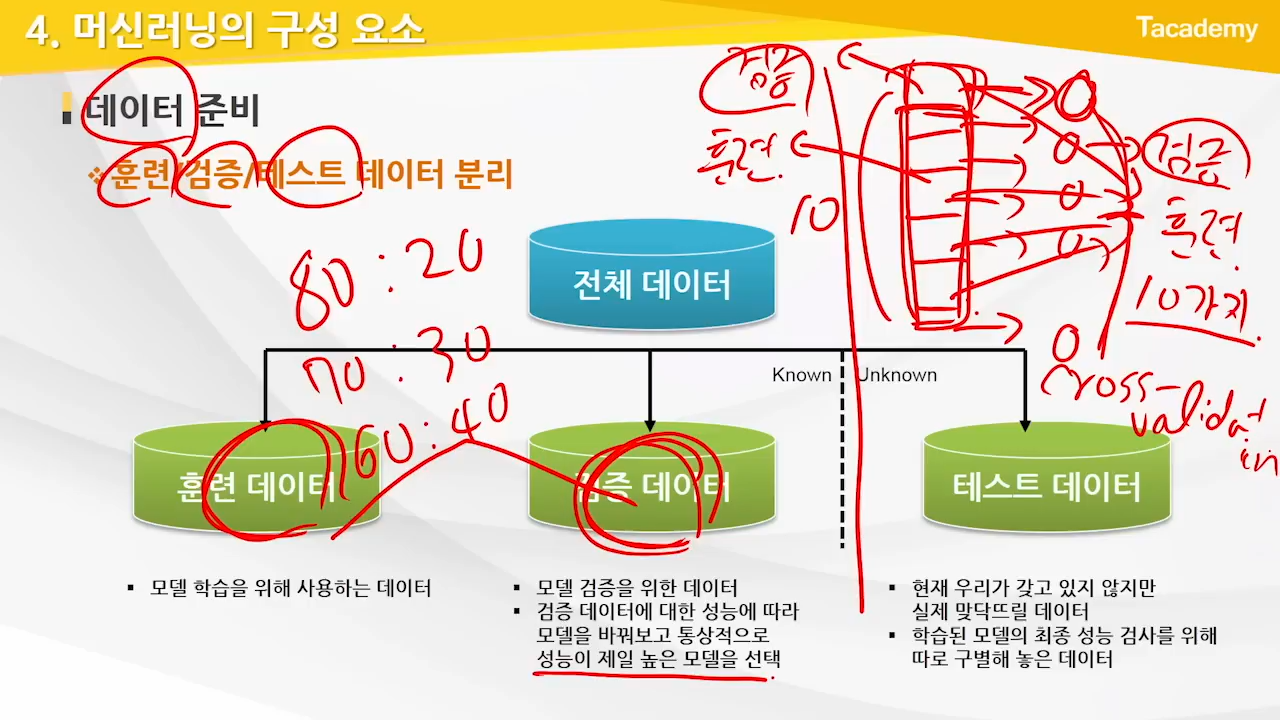 4. 머신러닝의 구성 요소
Tacademy
데이터 준비
훈련/검증/테스트 데이터 분리
검증
훈련
10
검증
훈련
10가지
Cross-
validation
80:20
70:30
60:40
전체 데이터
Known
Unknown
훈련 데이터
검증 데이터
테스트 데이터
모델 학습을 위해 사용하는 데이터
모델 검증을 위한 데이터
검증 데이터에 대한 성능에 따라
모델을 바꿔보고 통상적으로
성능이 제일 높은 모델을 선택
현재 우리가 갖고 있지 않지만
실제 맞닥뜨릴 데이터
학습된 모델의 최종 성능 검사를 위해
따로 구별해 놓은 데이터